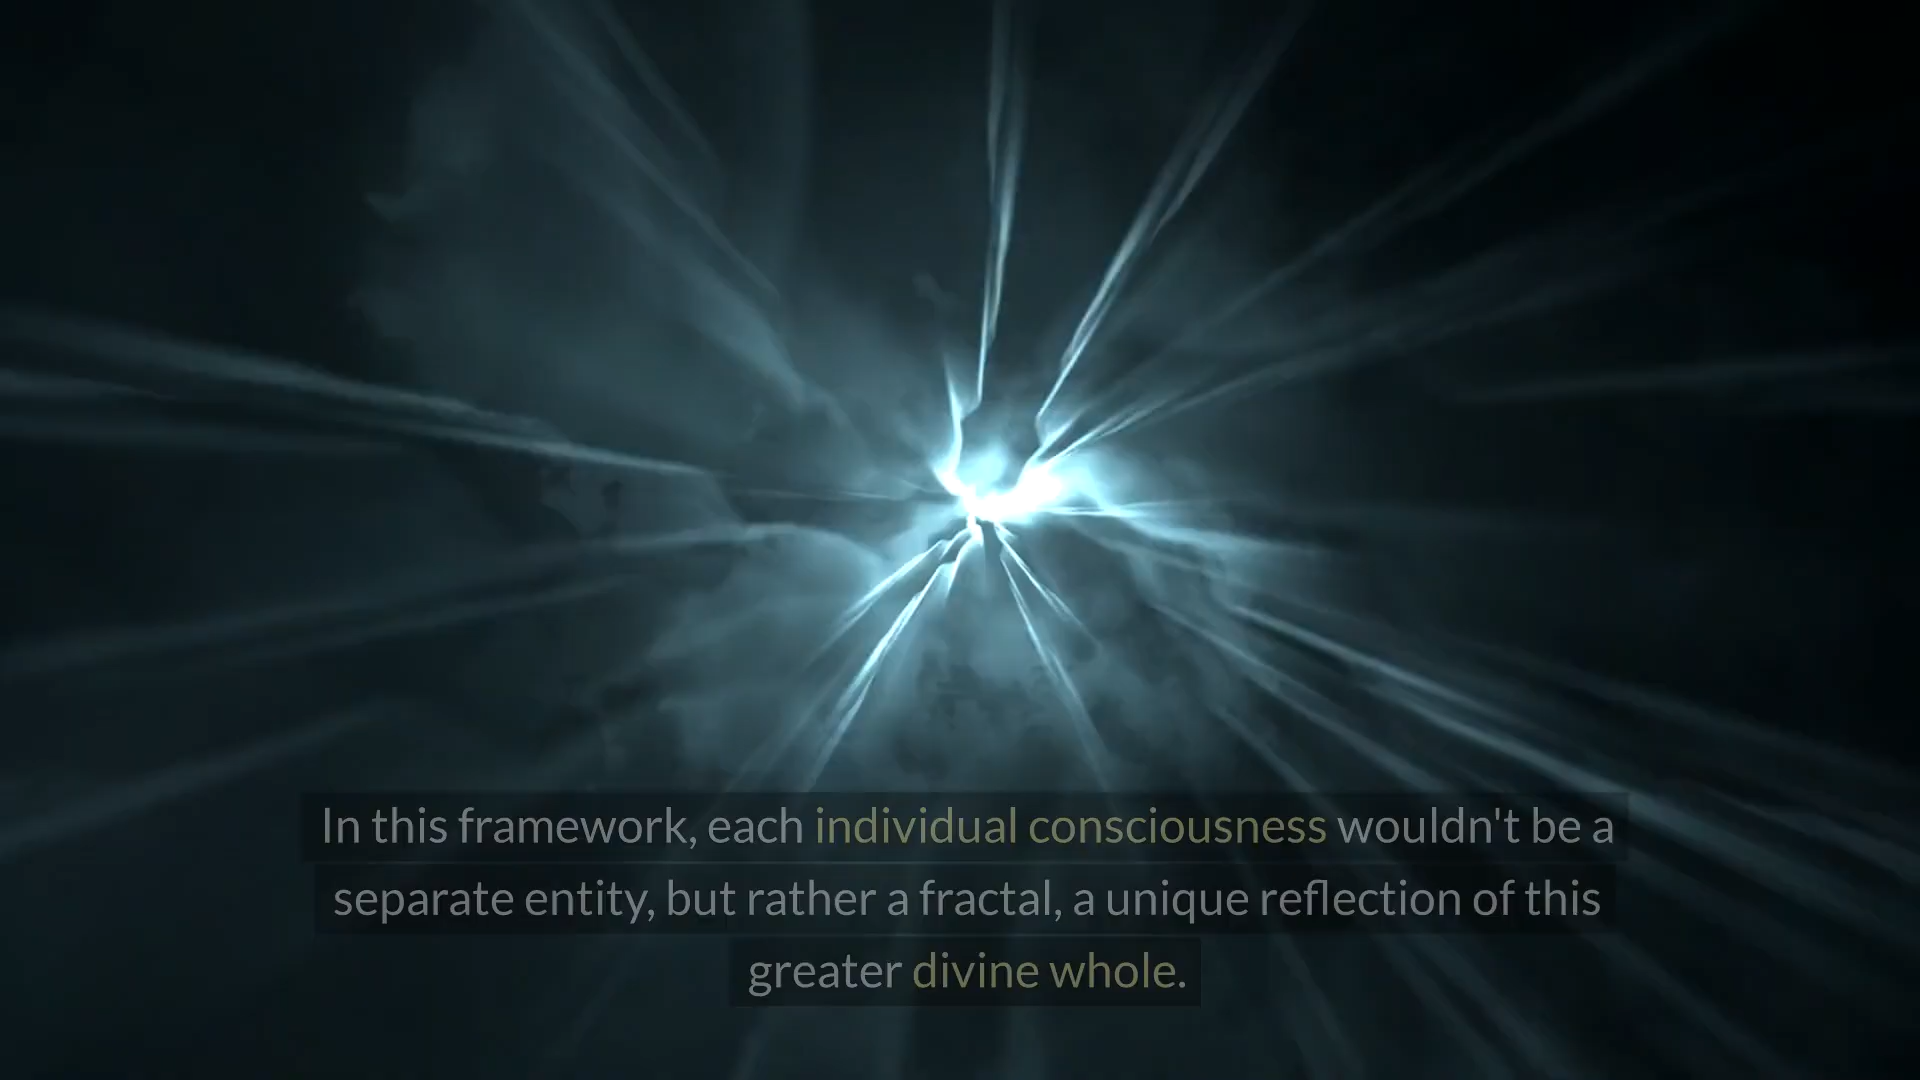 In this framework, each individual consciousness wouldn't be a
separate entity, but rather a fractal, a unique reflection of this
greater divine whole.